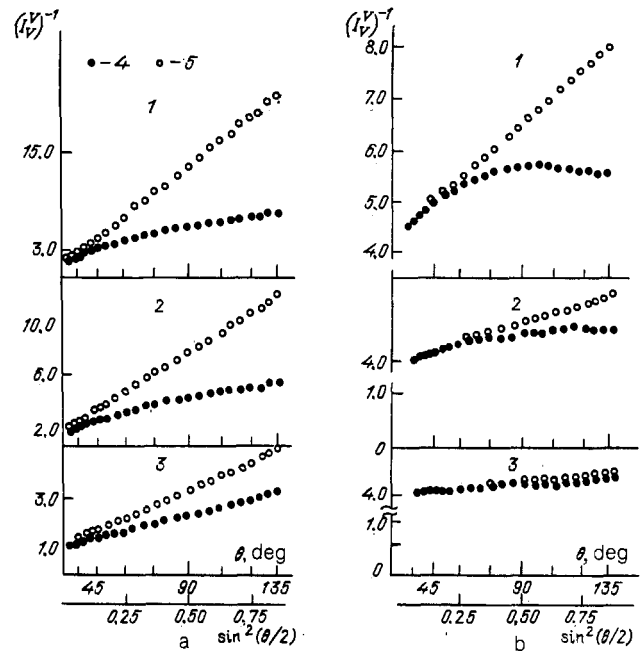 (I_V^V)^-1
●-4 ○-5
1
15,0
3,0
2
10,0
6,0
2,0
3
3,0
1,0
θ, deg
45 90 135
0,25 0,50 0,75
sin²(θ/2)
a
(I_V^V)^-1
1
8,0
7,0
6,0
5,0
4,0
2
4,0
1,0
0
3
4,0
1,0
0
θ, deg
45 90 135
0,25 0,50 0,75
sin²(θ/2)
b